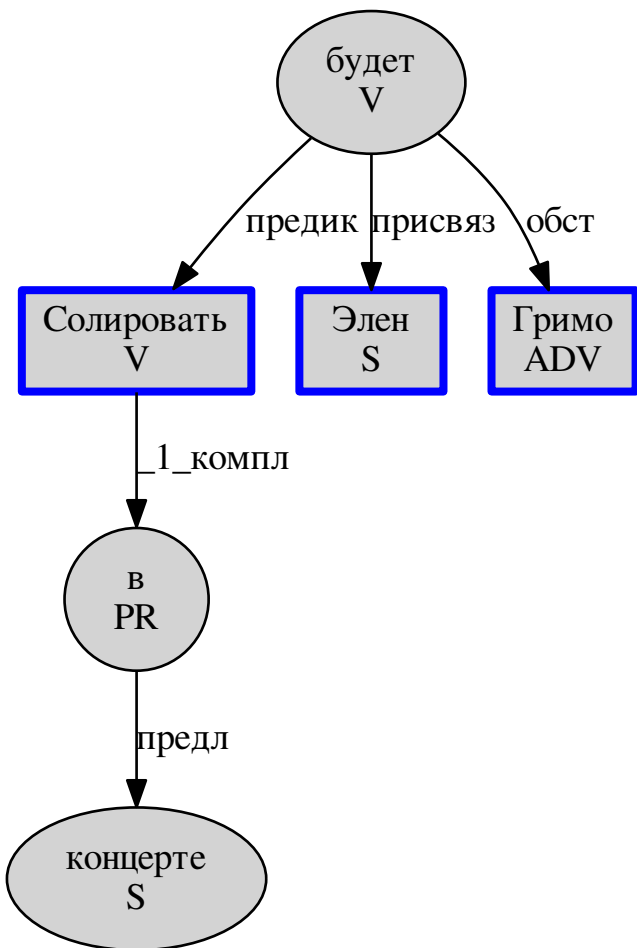 будет
V
предик присвяз обст
Солировать
V
Элен
S
Гримо
ADV
_1_компл
в
PR
предл
концерте
S